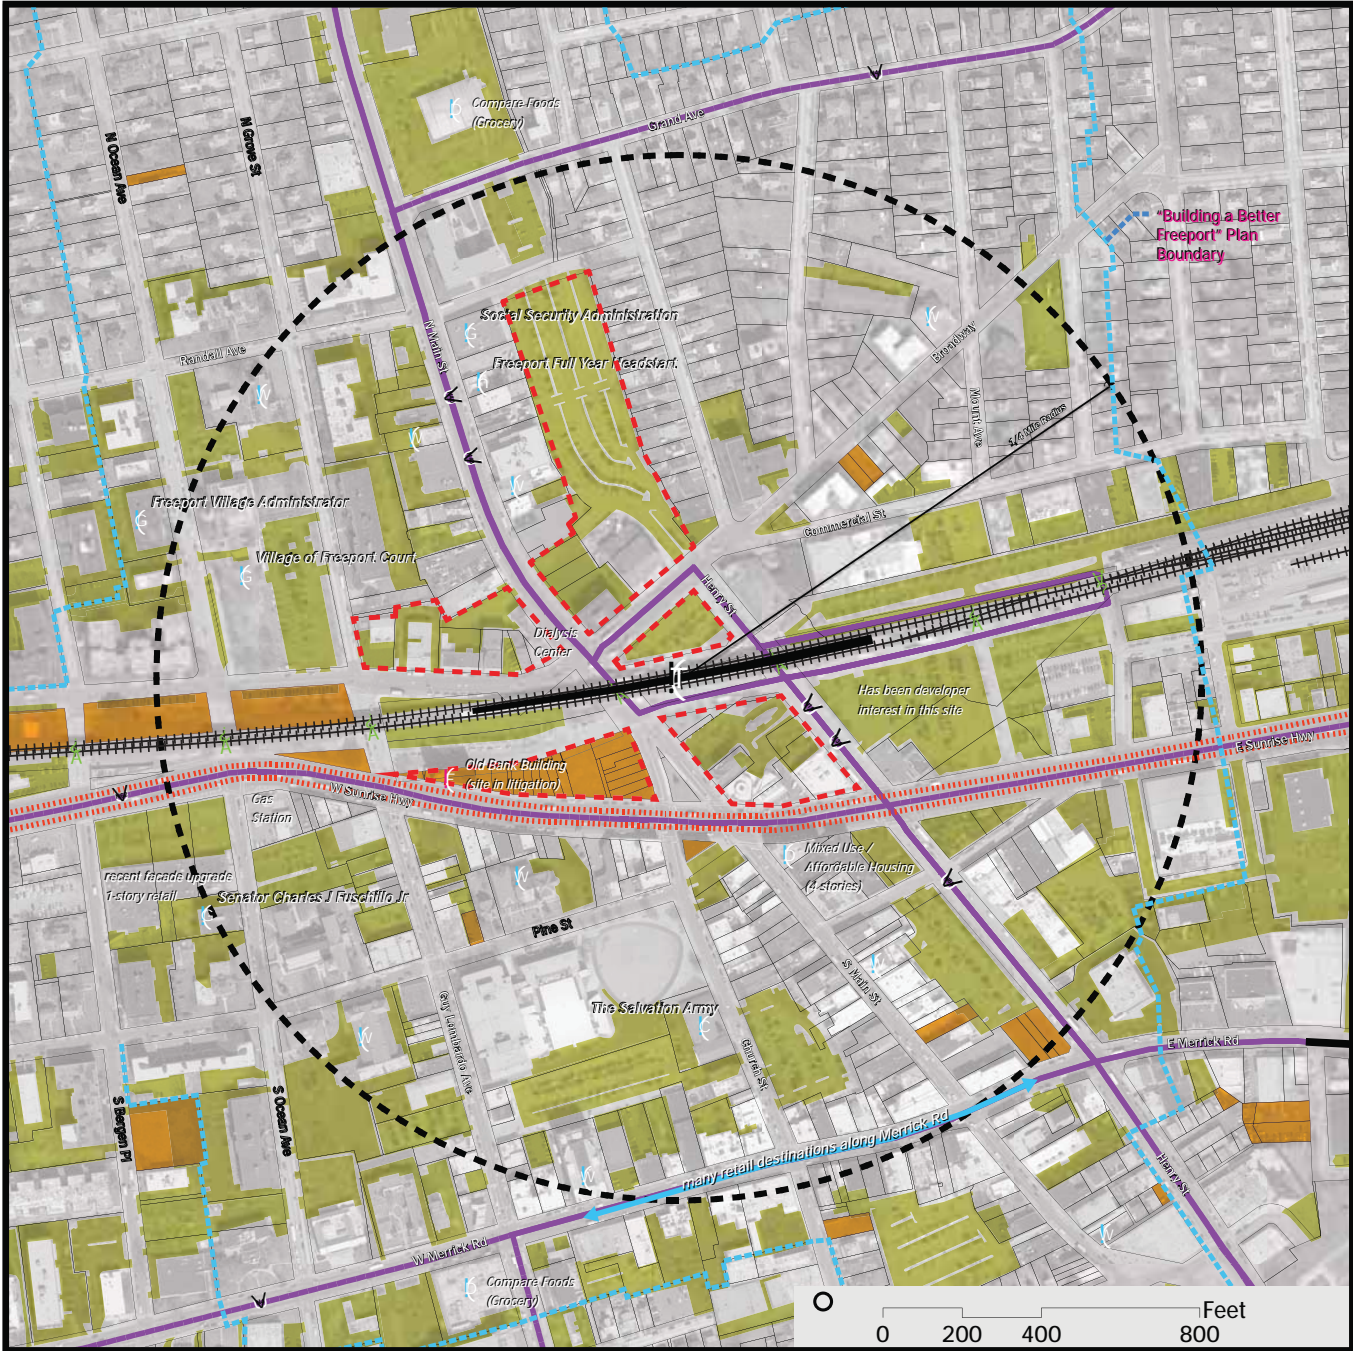 Compare Foods
(Grocery)
Grand Ave
N Ocean Ave
N Grove St
"Building a Better
Freeport" Plan
Boundary
Social Security Administration
N Main St
Randall Ave
Freeport Full Year Headstart
Broadway
Mount Ave
1/4 Mile Radius
Freeport Village Administrator
Commercial St
Village of Freeport Court
Henry St
Dialysis
Center
Has been developer
interest in this site
E Sunrise Hwy
Old Bank Building
(site in litigation)
W Sunrise Hwy
Gas
Station
Mixed Use /
Affordable Housing
(4 stories)
recent facade upgrade
1-story retail
Senator Charles J Fuschillo Jr
Pine St
S Main St
Guy Lombardo Ave
The Salvation Army
Church St
E Merrick Rd
S Bergen Pl
S Ocean Ave
many retail destinations along Merrick Rd
Henry St
W Merrick Rd
Compare Foods
(Grocery)
Feet
0 200 400 800